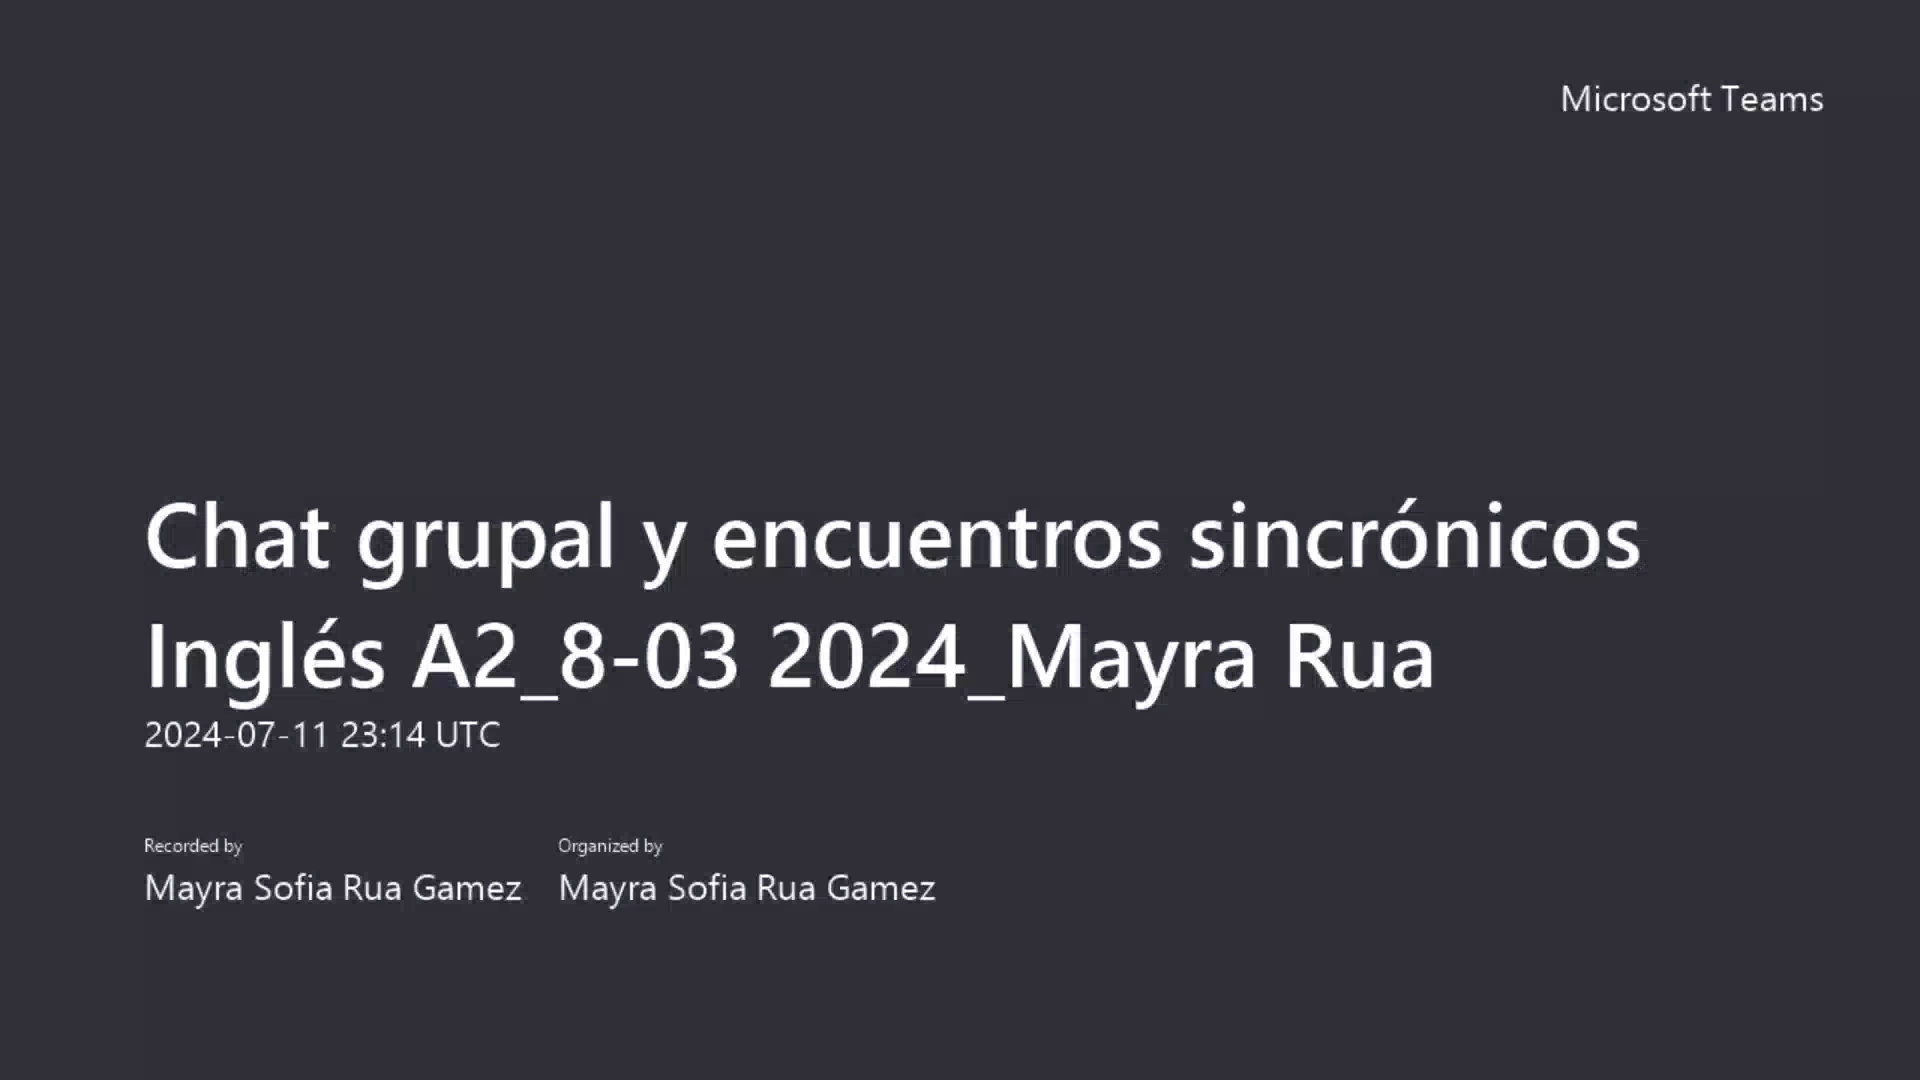 Microsoft Teams
Chat grupal y encuentros sincrónicos
Inglés A2_8-03 2024_Mayra Rua
2024-07-11 23:14 UTC
Recorded by
Organized by
Mayra Sofia Rua Gamez
Mayra Sofia Rua Gamez